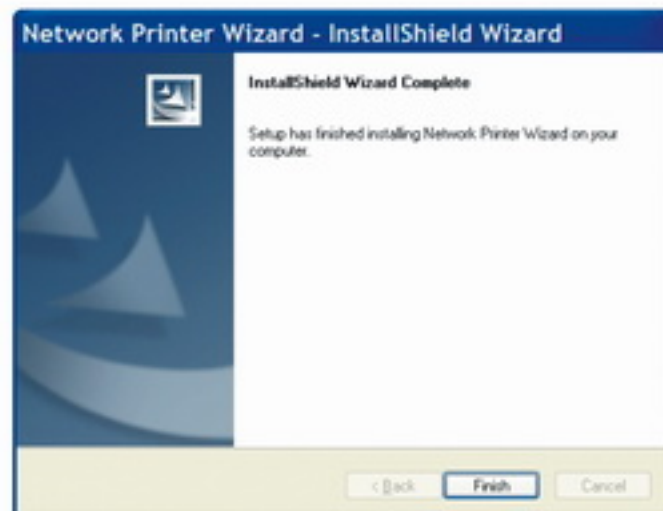 Network Printer Wizard - InstallShield Wizard
InstallShield Wizard Complete
Setup has finished installing Network Printer Wizard on your
computer.
< Back
Finish
Cancel